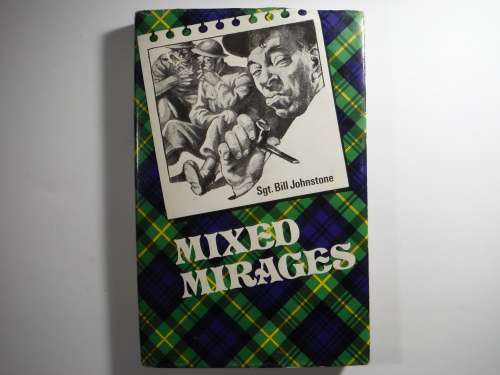 Sgt. Bill Johnstone
MIXED
MIRAGES